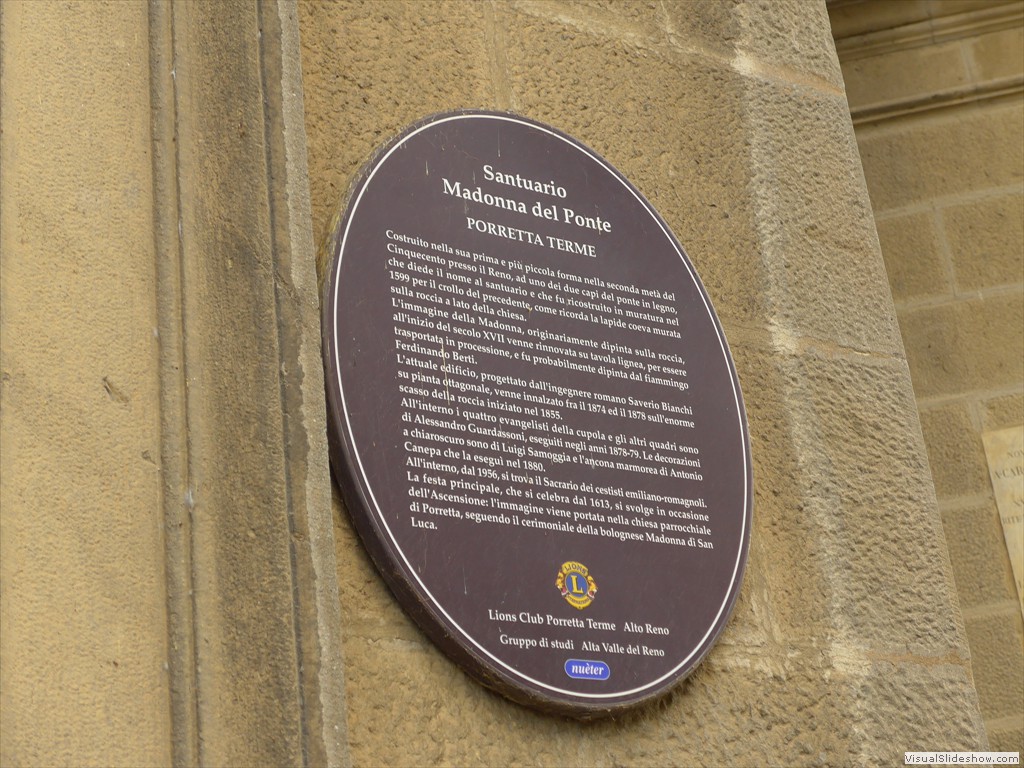 Santuario
Madonna del Ponte
PORRETTA TERME
Costruito nella sua prima e più piccola forma nella seconda metà del
Cinquecento presso il Reno, ad uno dei due capi del ponte in legno,
che diede il nome al santuario e che fu ricostruito in muratura nel
1599 per il crollo del precedente, come ricorda la lapide coeva murata
sulla roccia a lato della chiesa.
L'immagine della Madonna, originariamente dipinta sulla roccia,
all'inizio del secolo XVII venne rinnovata su tavola lignea, per essere
trasportata in processione, e fu probabilmente dipinta dal fiammingo
Ferdinando Berti.
L'attuale edificio, progettato dall'ingegnere romano Saverio Bianchi
su pianta ottagonale, venne innalzato fra il 1874 ed il 1878 sull'enorme
scasso della roccia iniziato nel 1855.
All'interno i quattro evangelisti della cupola e gli altri quadri sono
di Alessandro Guardassoni, eseguiti negli anni 1878-79. Le decorazioni
a chiaroscuro sono di Luigi Samoggia e l'ancona marmorea di Antonio
Canepa che la eseguì nel 1880.
All'interno, dal 1956, si trova il Sacrario dei cestisti emiliano-romagnoli.
La festa principale, che si celebra dal 1613, si svolge in occasione
dell'Ascensione: l'immagine viene portata nella chiesa parrocchiale
di Porretta, seguendo il cerimoniale della bolognese Madonna di San
Luca.
LIONS
L
Lions Club Porretta Terme Alto Reno
Gruppo di studi Alta Valle del Reno
nuèter
VisualSlideshow.com